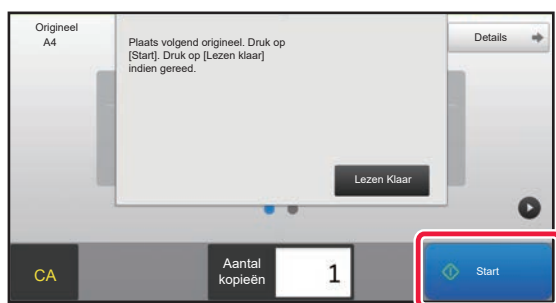 Origineel
A4
Plaats volgend origineel. Druk op
[Start]. Druk op [Lezen klaar]
indien gereed.
Details
Lezen Klaar
CA
Aantal
kopieën
1
Start